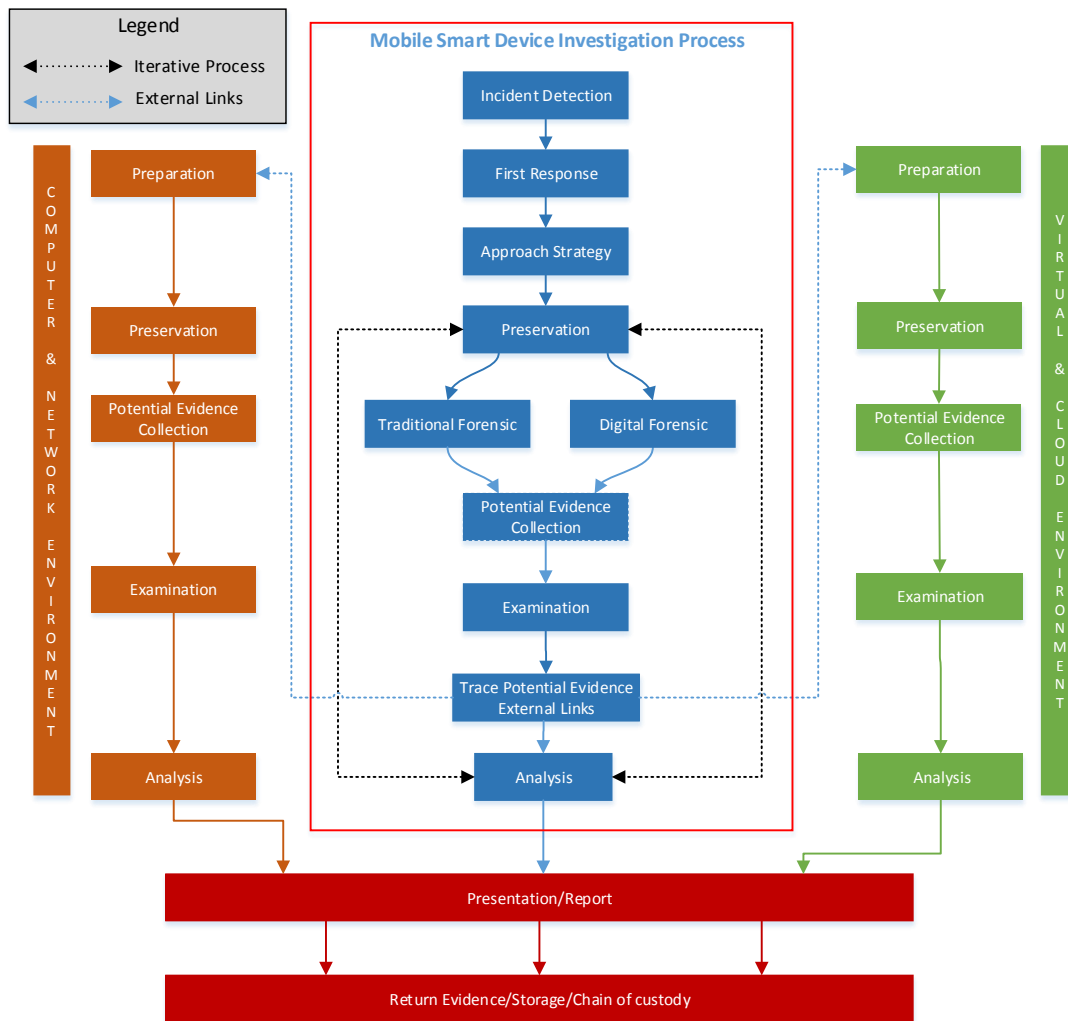 Legend
Iterative Process
External Links
Mobile Smart Device Investigation Process
Incident Detection
First Response
Approach Strategy
Preservation
Traditional Forensic
Digital Forensic
Potential Evidence
Collection
Examination
Trace Potential Evidence
External Links
Analysis
COMPUTER & NETWORK ENVIRONMENT
Preparation
Preservation
Potential Evidence
Collection
Examination
Analysis
VIRTUAL & CLOUD ENVIRONMENT
Preparation
Preservation
Potential Evidence
Collection
Examination
Analysis
Presentation/Report
Return Evidence/Storage/Chain of custody